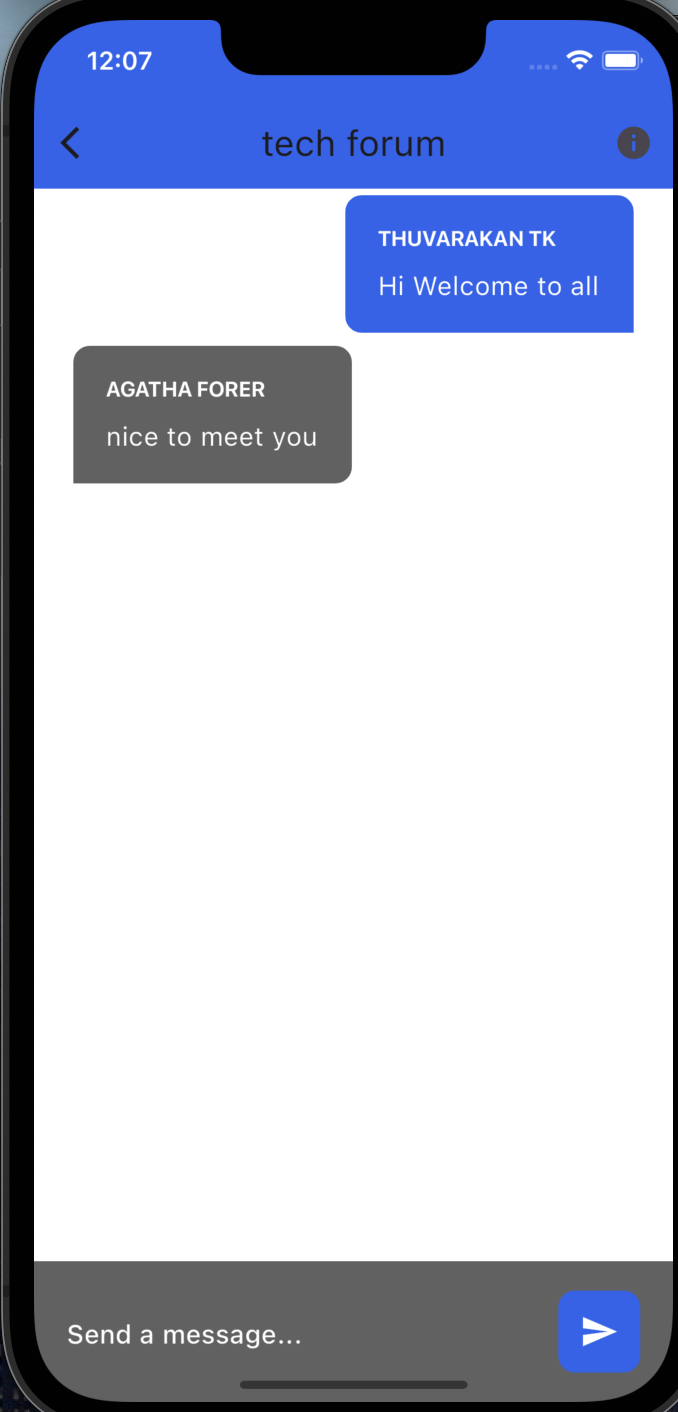 12:07
tech forum
THUVARAKAN TK
Hi Welcome to all
AGATHA FORER
nice to meet you
Send a message...